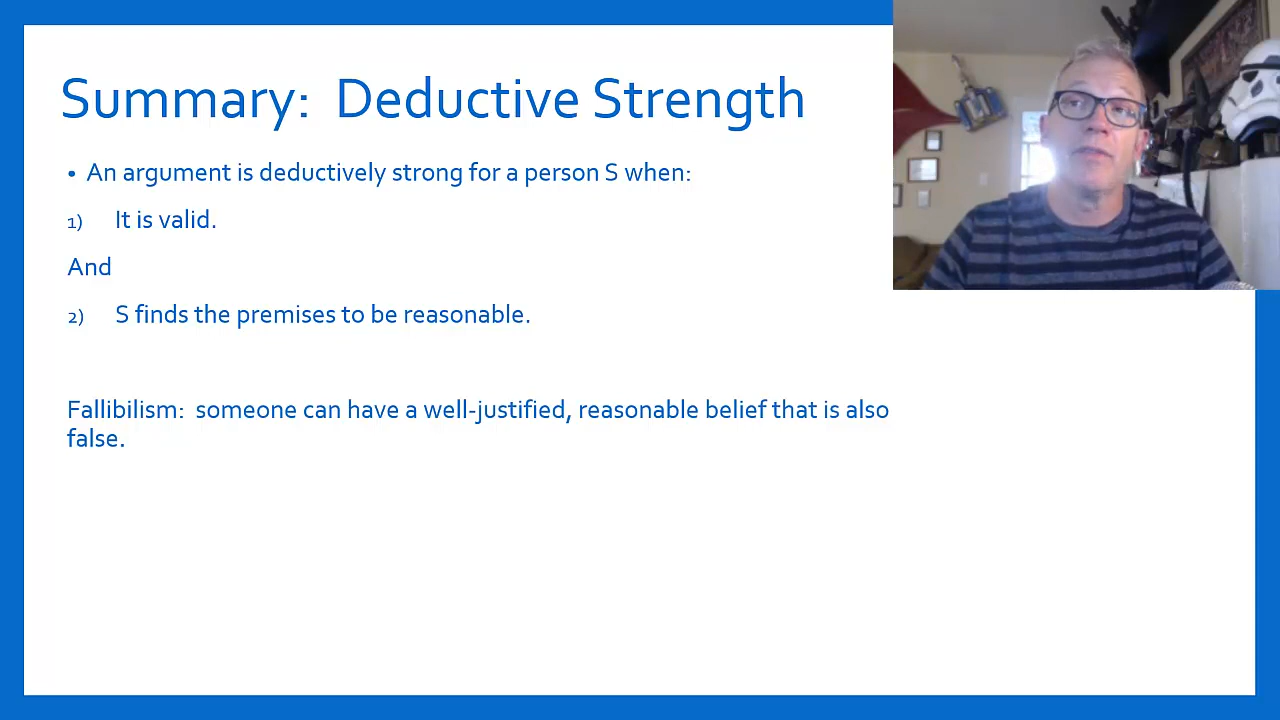 Summary: Deductive Strength
• An argument is deductively strong for a person S when:
1) It is valid.
And
2) S finds the premises to be reasonable.
Fallibilism: someone can have a well-justified, reasonable belief that is also
false.